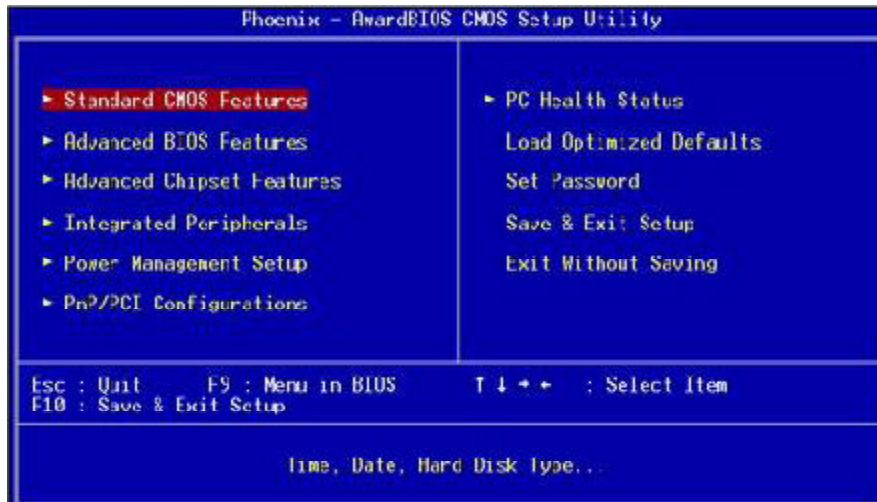 Phoenix - AwardBIOS CMOS Setup Utility
► Standard CMOS Features
► Advanced BIOS Features
► Advanced Chipset Features
► Integrated Peripherals
► Power Management Setup
► PnP/PCI Configurations
► PC Health Status
Load Optimized Defaults
Set Password
Save & Exit Setup
Exit Without Saving
Esc : Quit F9 : Menu in BIOS ↑ ↓ → ← : Select Item
F10 : Save & Exit Setup
Time, Date, Hard Disk Type...